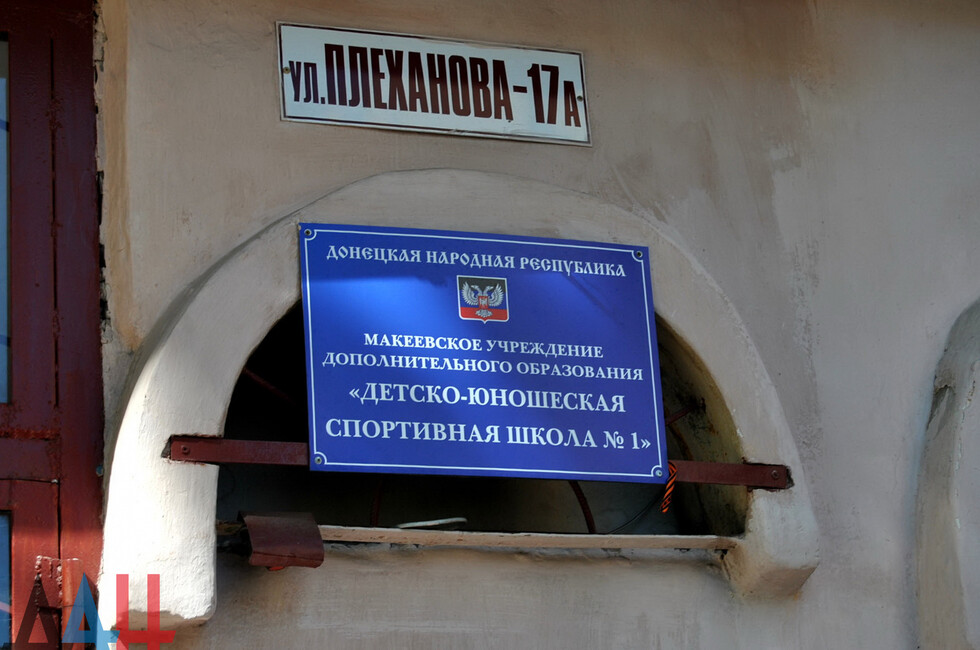 ул. ПЛЕХАНОВА-17А
ДОНЕЦКАЯ НАРОДНАЯ РЕСПУБЛИКА
МАКЕЕВСКОЕ УЧРЕЖДЕНИЕ
ДОПОЛНИТЕЛЬНОГО ОБРАЗОВАНИЯ
«ДЕТСКО-ЮНОШЕСКАЯ
СПОРТИВНАЯ ШКОЛА № 1»
ДАН